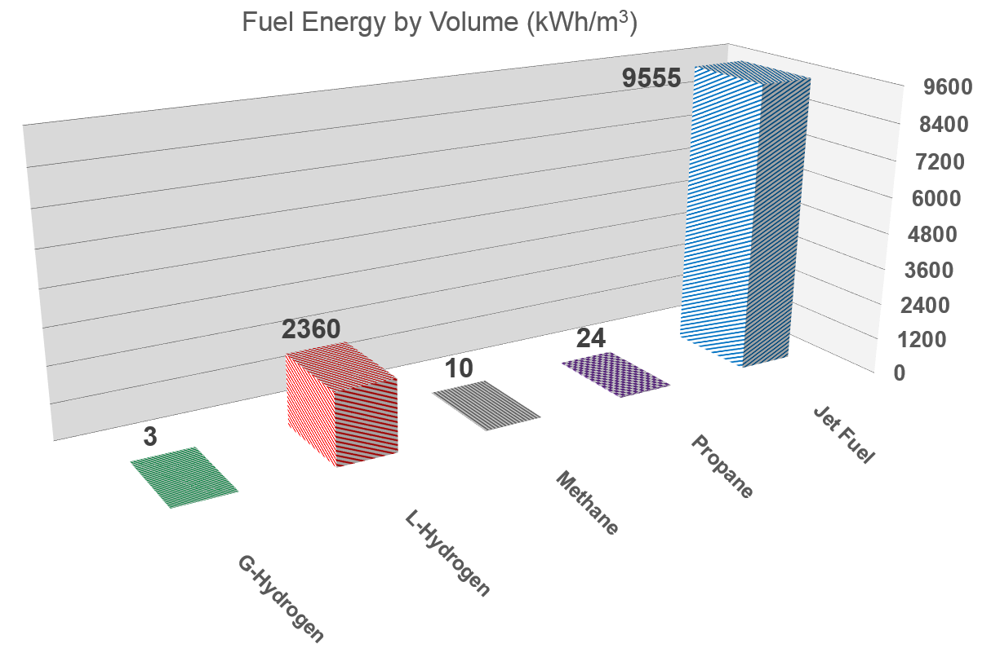 Fuel Energy by Volume (kWh/m³)
9555
2360
24
10
3
9600
8400
7200
6000
4800
3600
2400
1200
0
G-Hydrogen
L-Hydrogen
Methane
Propane
Jet Fuel